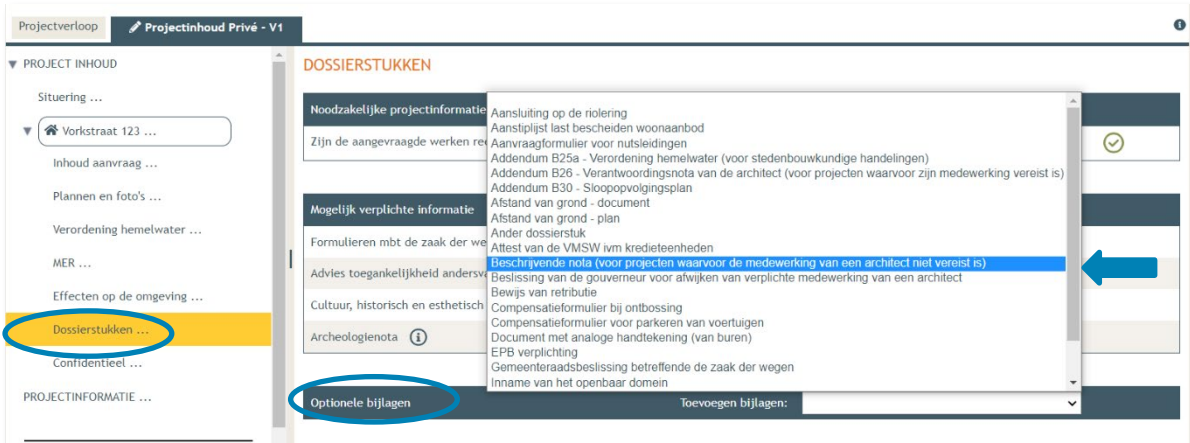 Projectverloop
Projectinhoud Privé - V1
PROJECT INHOUD
Situering ...
Vorkstraat 123 ...
Inhoud aanvraag ...
Plannen en foto's ...
Verordening hemelwater ...
MER ...
Effecten op de omgeving ...
Dossierstukken ...
Confidentieel ...
PROJECTINFORMATIE ...
DOSSIERSTUKKEN
Noodzakelijke projectinformatie
Zijn de aangevraagde werken
Mogelijk verplichte informatie
Formulieren mbt de zaak der
Advies toegankelijkheid
Cultuur, historisch en esthetisch
Archeologienota
Aansluiting op de riolering
Aanstiplijst last bescheiden woonaanbod
Aanvraagformulier voor nutsleidingen
Addendum B25a - Verordening hemelwater (voor stedenbouwkundige handelingen)
Addendum B26 - Verantwoordingsnota van de architect (voor projecten waarvoor zijn medewerking vereist is)
Addendum B30 - Sloopopvolgingsplan
Afstand van grond - document
Afstand van grond - plan
Ander dossierstuk
Attest van de VMSW ivm kredieteenheden
Beschrijvende nota (voor projecten waarvoor de medewerking van een architect niet vereist is)
Beslissing van de gouverneur voor afwijken van verplichte medewerking van een architect
Bewijs van retributie
Compensatieformulier bij ontbossing
Compensatieformulier voor parkeren van voertuigen
Document met analoge handtekening (van buren)
EPB verplichting
Gemeenteraadsbeslissing betreffende de zaak der wegen
Inname van het openbaar domein
Optionele bijlagen
Toevoegen bijlagen: